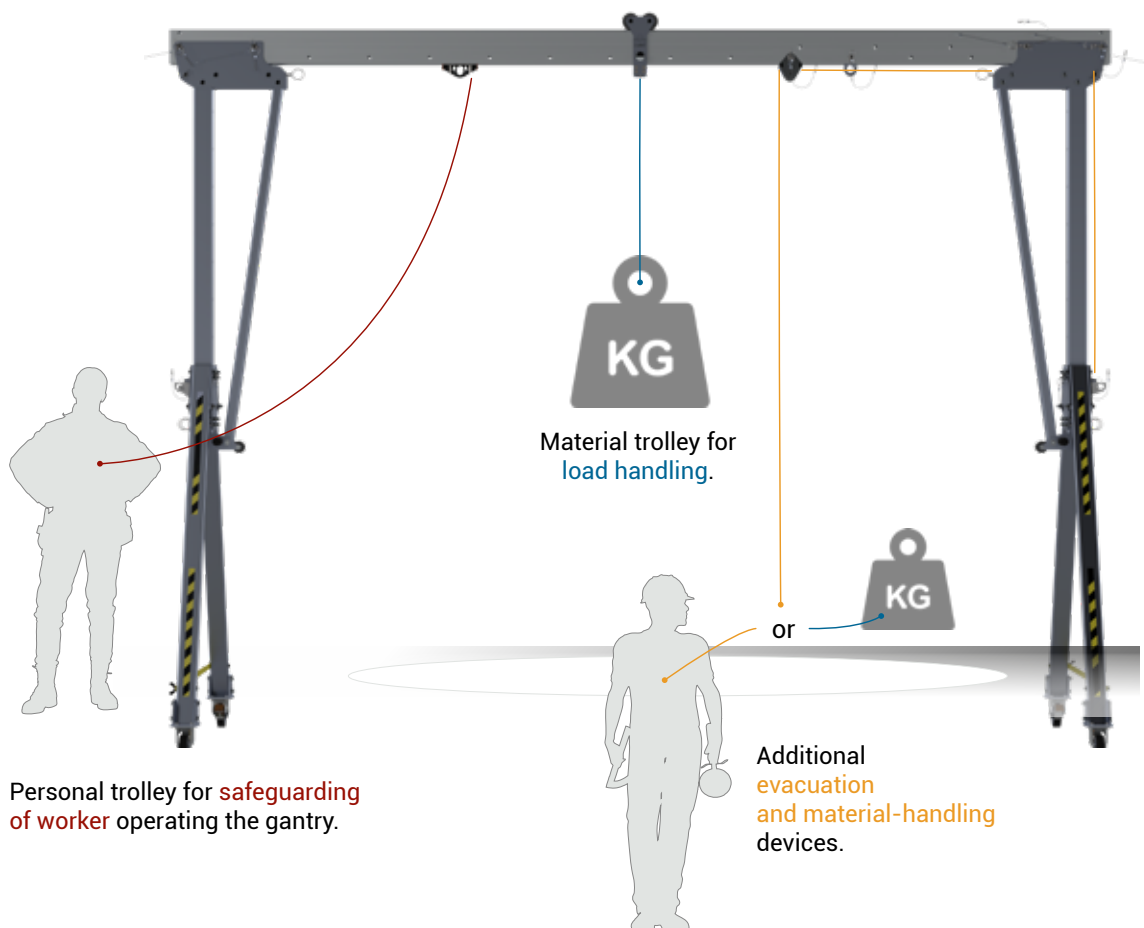 KG
Material trolley for
load handling.
KG
or
Personal trolley for safeguarding
of worker operating the gantry.
Additional
evacuation
and material-handling
devices.